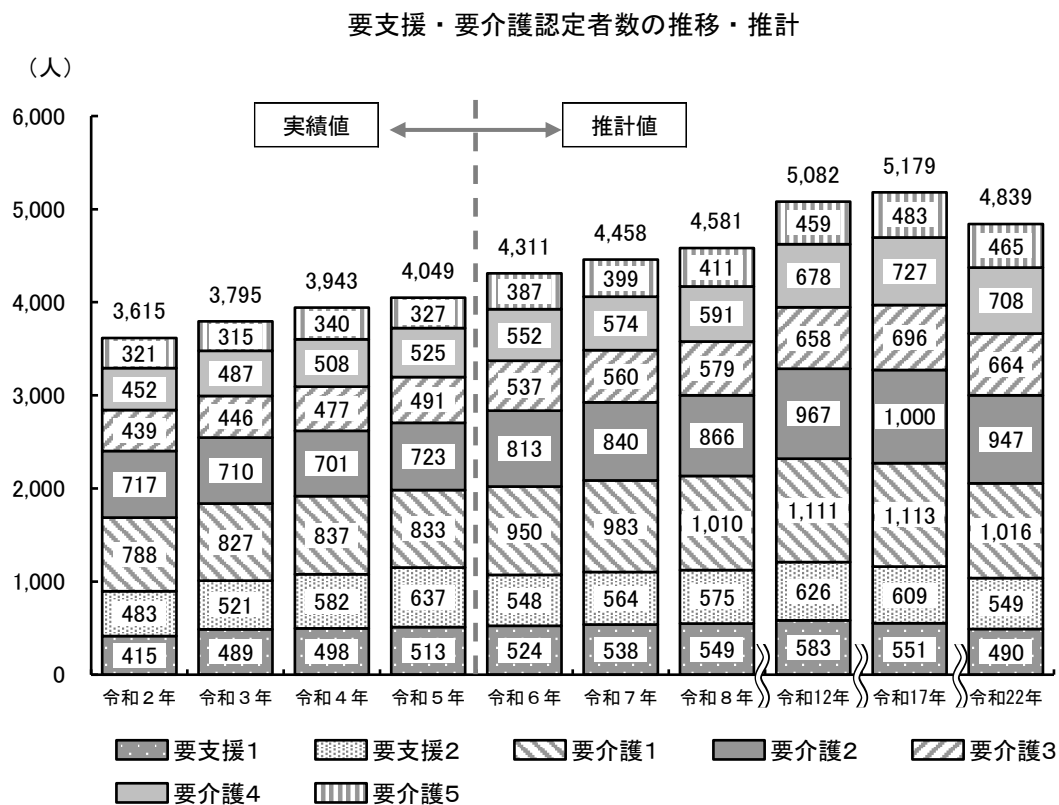 要支援・要介護認定者数の推移・推計
（人）
6,000
5,000
4,000
3,000
2,000
1,000
0
実績値
推計値
3,615 3,795 3,943 4,049 4,311 4,458 4,581 5,082 5,179 4,839
321 315 340 327 387 399 411 459 483 465
452 487 508 525 552 574 591 678 727 708
439 446 477 491 537 560 579 658 696 664
717 710 701 723 813 840 866 967 1,000 947
788 827 837 833 950 983 1,010 1,111 1,113 1,016
483 521 582 637 548 564 575 626 609 549
415 489 498 513 524 538 549 583 551 490
令和２年 令和３年 令和４年 令和５年 令和６年 令和７年 令和８年 令和12年 令和17年 令和22年
要支援1 要支援2 要介護1 要介護2 要介護3
要介護4 要介護5